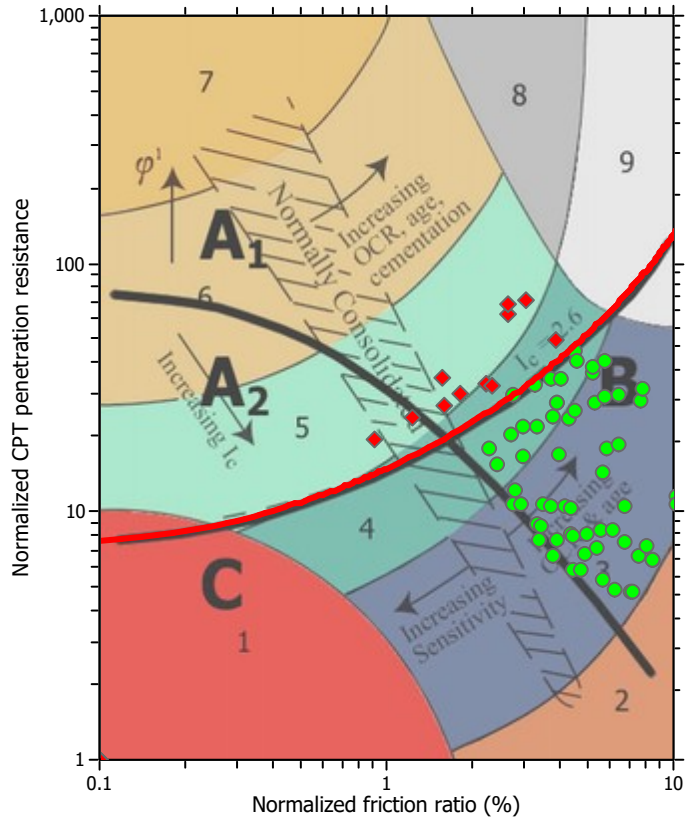 1,000
100
10
1
0.1
1
10
Normalized CPT penetration resistance
Normalized friction ratio (%)
7
8
9
φ¹
A1
6
Normally Consolidated
Increasing
OCR, age,
cementation
Ic = 2.6
A2
Increasing Ic
5
B
4
Increasing
OCR & age
3
C
1
Increasing
Sensitivity
2